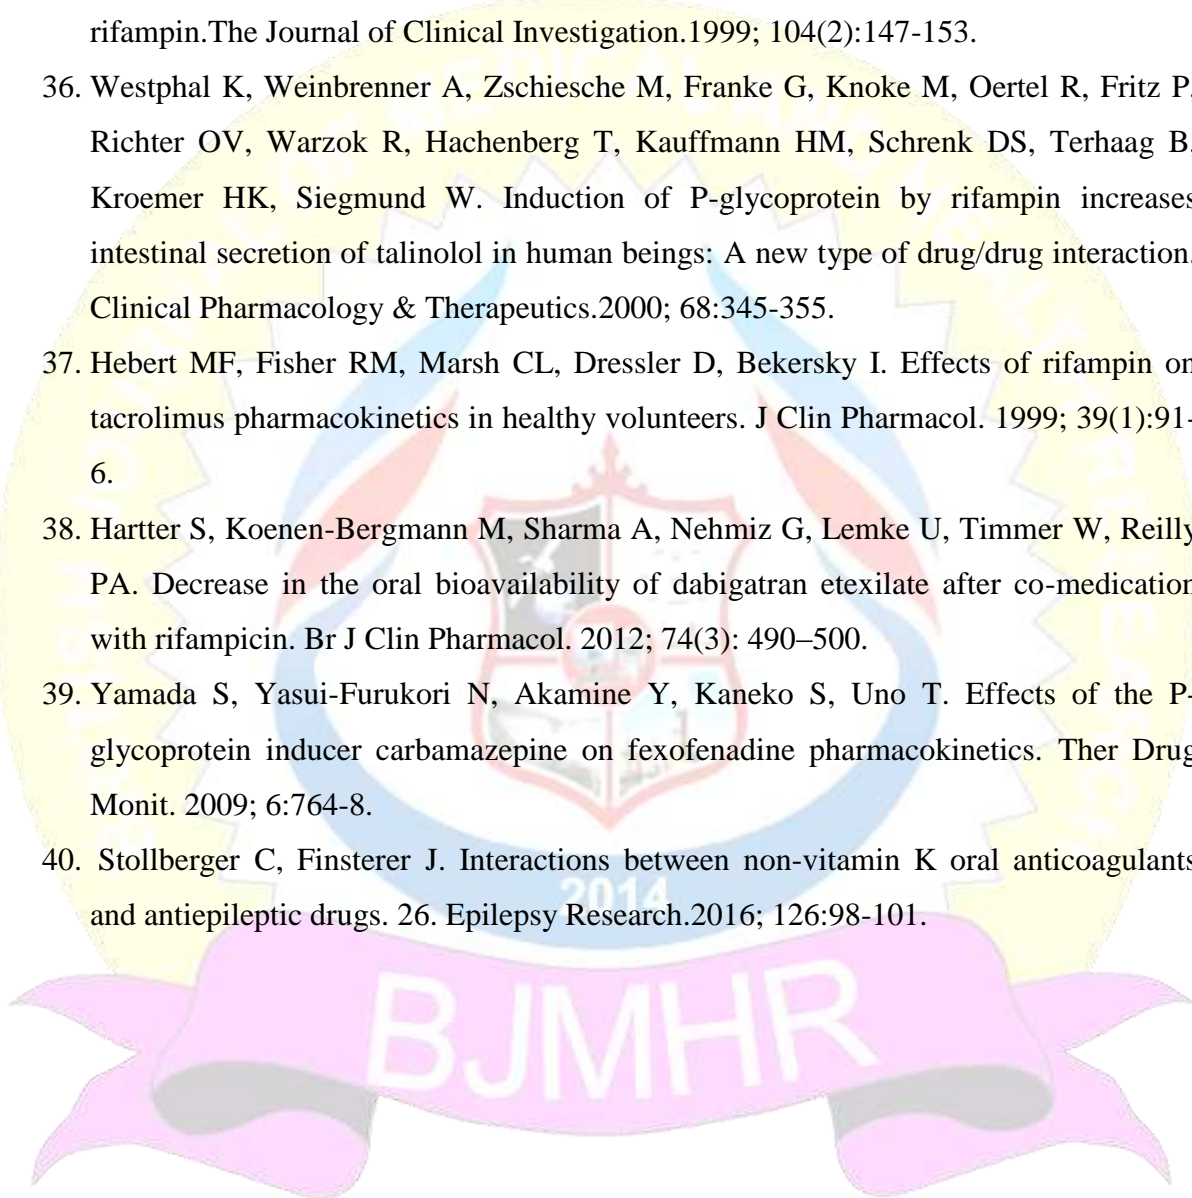 rifampin.The Journal of Clinical Investigation.1999; 104(2):147-153.
36. Westphal K, Weinbrenner A, Zschiesche M, Franke G, Knoke M, Oertel R, Fritz P,
Richter OV, Warzok R, Hachenberg T, Kauffmann HM, Schrenk DS, Terhaag B,
Kroemer HK, Siegmund W. Induction of P-glycoprotein by rifampin increases
intestinal secretion of talinolol in human beings: A new type of drug/drug interaction.
Clinical Pharmacology & Therapeutics.2000; 68:345-355.
37. Hebert MF, Fisher RM, Marsh CL, Dressler D, Bekersky I. Effects of rifampin on
tacrolimus pharmacokinetics in healthy volunteers. J Clin Pharmacol. 1999; 39(1):91-
6.
38. Hartter S, Koenen-Bergmann M, Sharma A, Nehmiz G, Lemke U, Timmer W, Reilly
PA. Decrease in the oral bioavailability of dabigatran etexilate after co-medication
with rifampicin. Br J Clin Pharmacol. 2012; 74(3): 490–500.
39. Yamada S, Yasui-Furukori N, Akamine Y, Kaneko S, Uno T. Effects of the P-
glycoprotein inducer carbamazepine on fexofenadine pharmacokinetics. Ther Drug
Monit. 2009; 6:764-8.
40. Stollberger C, Finsterer J. Interactions between non-vitamin K oral anticoagulants
and antiepileptic drugs. 26. Epilepsy Research.2016; 126:98-101.
2014
BJMHR